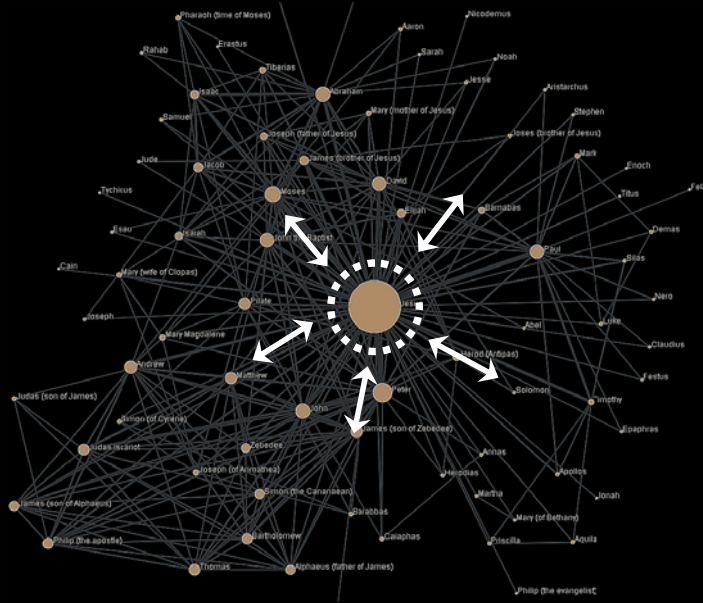 Pharaoh (time of Moses)
Nicodemus
Aaron
Erastus
Rahab
Sarah
Noah
Tiberias
Jesse
Isaac
Abraham
Aristarchus
Mary (mother of Jesus)
Stephen
Samuel
Joseph (father of Jesus)
Joses (brother of Jesus)
Mark
Jude
James (brother of Jesus)
Jacob
Enoch
David
Tychicus
Moses
Titus
Elijah
Barnabas
Esau
Isaiah
John the Baptist
Demas
Paul
Silas
Cain
Mary (wife of Clopas)
Nero
Pilate
Jes
Joseph
Abel
Luke
Mary Magdalene
Claudius
Herod (Antipas)
Andrew
Matthew
Festus
Peter
Solomon
Judas (son of James)
Timothy
John
Simon (of Cyrene)
James (son of Zebedee)
Epaphras
Judas Iscariot
Zebedee
Annas
Joseph (of Arimathea)
Herodias
Apollos
Simon (the Cananaean)
Martha
Jonah
James (son of Alphaeus)
Barabbas
Mary (of Bethany)
Philip (the apostle)
Bartholomew
Caiaphas
Priscilla
Aquila
Thomas
Alphaeus (father of James)
Philip (the evangelist)